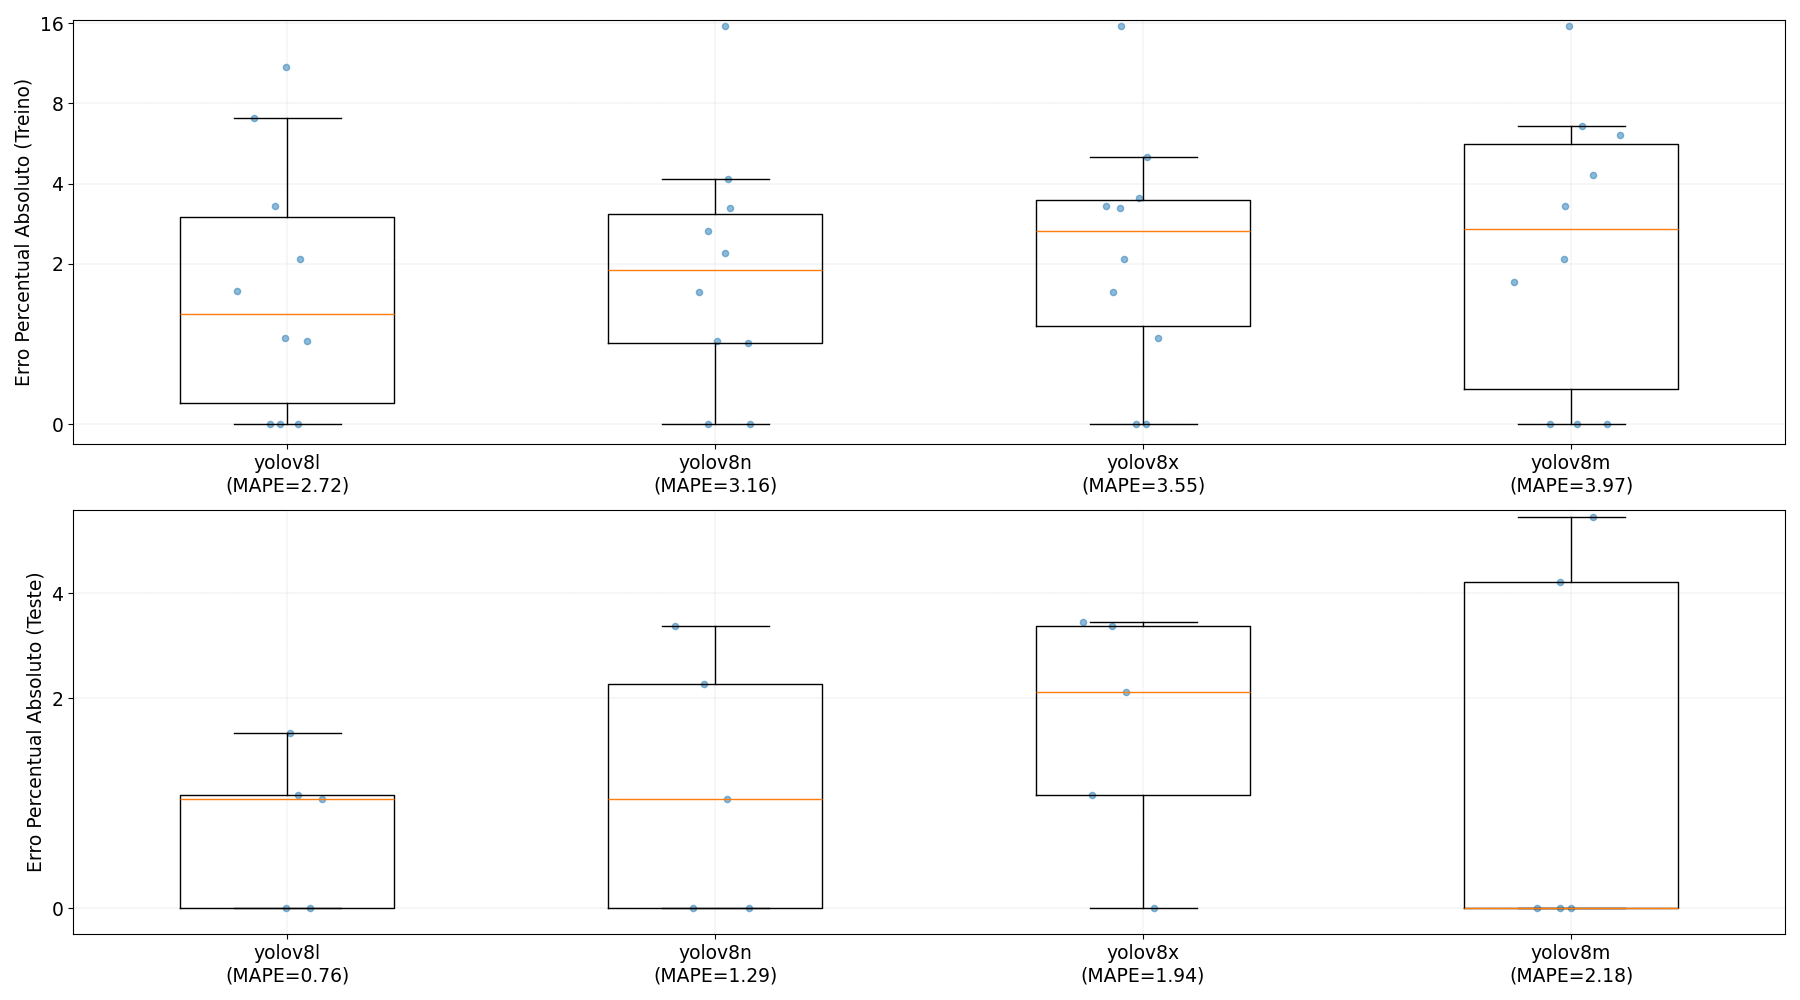 Erro Percentual Absoluto (Treino)
16
8
4
2
0
yolov8l
(MAPE=2.72)
yolov8n
(MAPE=3.16)
yolov8x
(MAPE=3.55)
yolov8m
(MAPE=3.97)
Erro Percentual Absoluto (Teste)
4
2
0
yolov8l
(MAPE=0.76)
yolov8n
(MAPE=1.29)
yolov8x
(MAPE=1.94)
yolov8m
(MAPE=2.18)